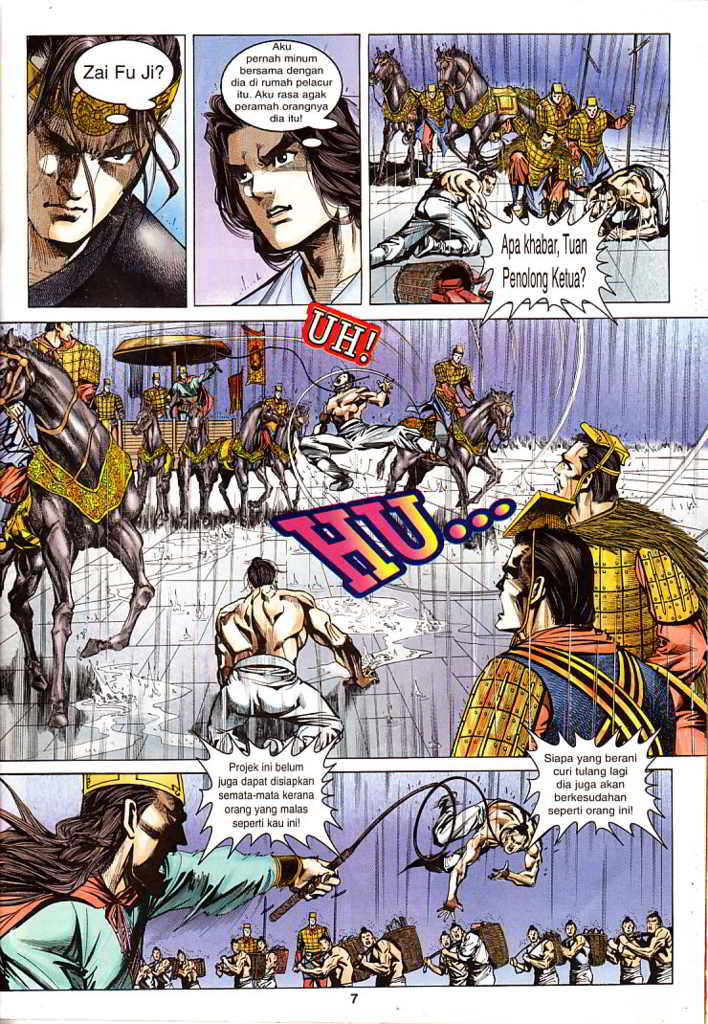 Zai Fu Ji?
Aku
pernah minum
bersama dengan
dia di rumah pelacur
itu. Aku rasa agak
peramah orangnya
dia itu!
Apa khabar, Tuan
Penolong Ketua?
UH!
HU...
Projek ini belum
juga dapat disiapkan
semata-mata kerana
orang yang malas
seperti kau ini!
Siapa yang berani
curi tulang lagi
dia juga akan
berkesudahan
seperti orang ini!
7